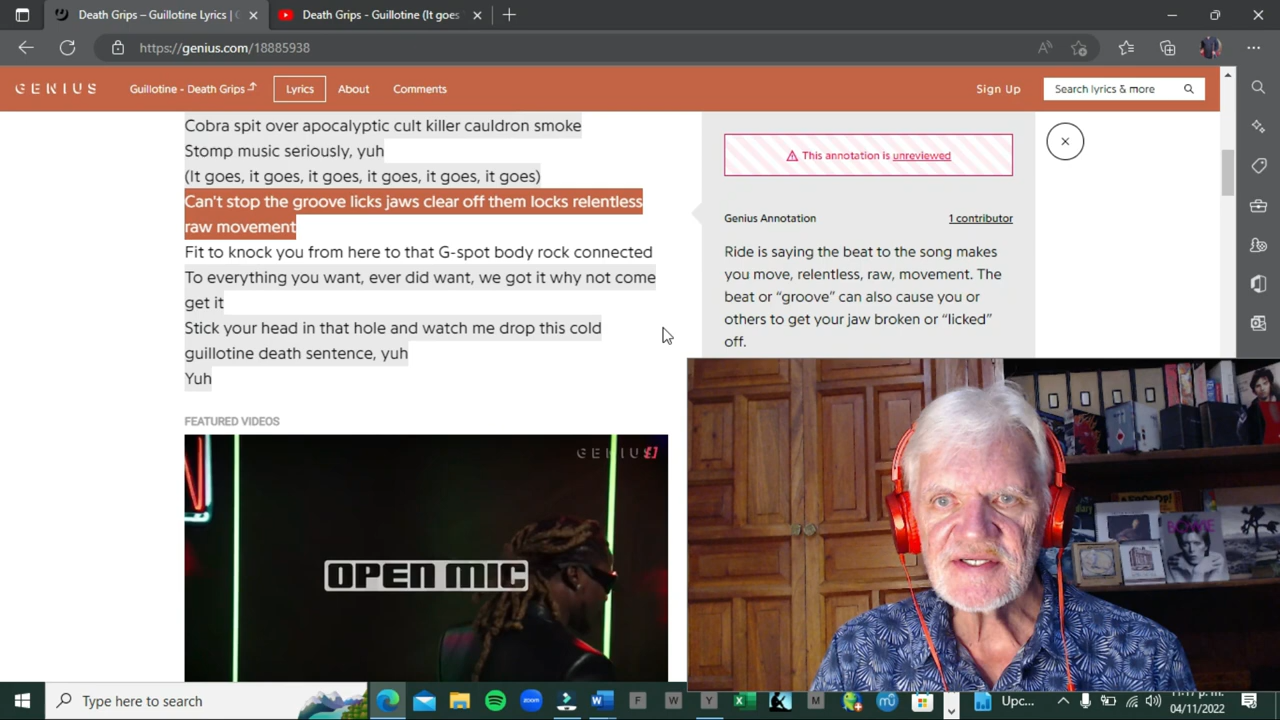 Death Grips – Guillotine Lyrics |
Death Grips - Guillotine (It goes
https://genius.com/18885938
GENIUS
Guillotine - Death Grips
Lyrics
About
Comments
Sign Up
Search lyrics & more
Cobra spit over apocalyptic cult killer cauldron smoke
Stomp music seriously, yuh
(It goes, it goes, it goes, it goes, it goes, it goes)
Can't stop the groove licks jaws clear off them locks relentless
raw movement
Fit to knock you from here to that G-spot body rock connected
To everything you want, ever did want, we got it why not come
get it
Stick your head in that hole and watch me drop this cold
guillotine death sentence, yuh
Yuh
This annotation is unreviewed
Genius Annotation
1 contributor
Ride is saying the beat to the song makes
you move, relentless, raw, movement. The
beat or “groove” can also cause you or
others to get your jaw broken or “licked”
off.
FEATURED VIDEOS
GENIUS
OPEN MIC
BOWIE
Type here to search
zoom
F
W
Y
M
Upc...
11:17 p. m.
04/11/2022